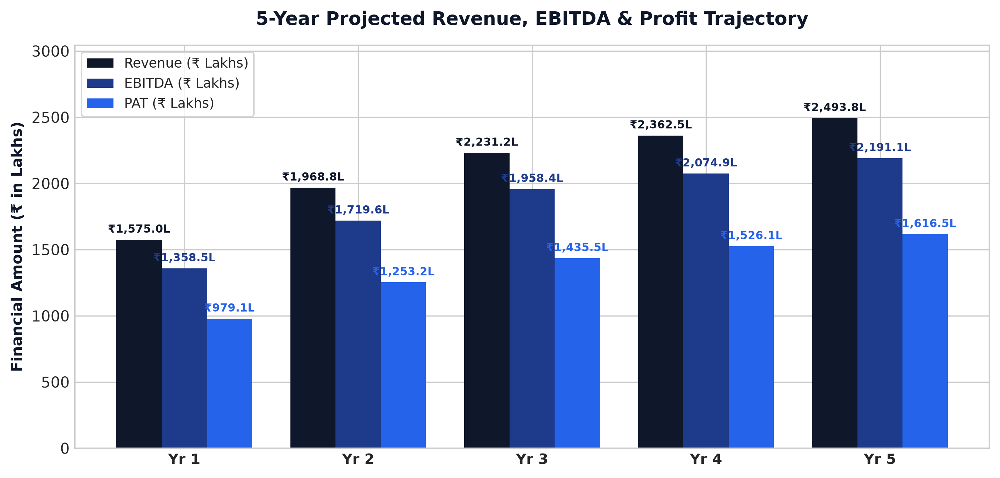 5-Year Projected Revenue, EBITDA & Profit Trajectory
Financial Amount (₹ in Lakhs)
3000
2500
2000
1500
1000
500
0
Revenue (₹ Lakhs)
EBITDA (₹ Lakhs)
PAT (₹ Lakhs)
₹1,575.0L
₹1,358.5L
₹979.1L
₹1,968.8L
₹1,719.6L
₹1,253.2L
₹2,231.2L
₹1,958.4L
₹1,435.5L
₹2,362.5L
₹2,074.9L
₹1,526.1L
₹2,493.8L
₹2,191.1L
₹1,616.5L
Yr 1
Yr 2
Yr 3
Yr 4
Yr 5